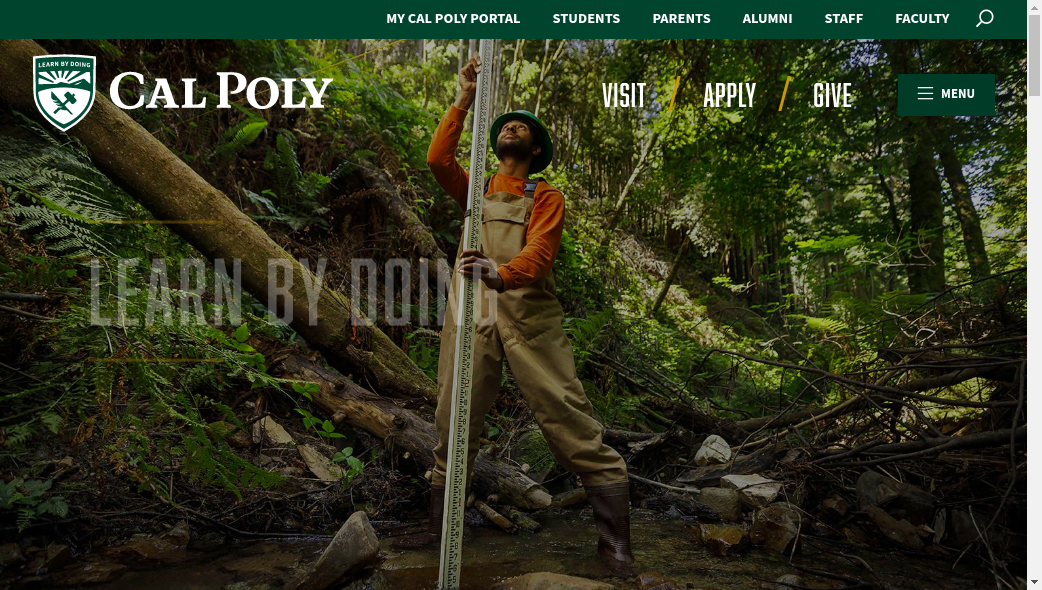 MY CAL POLY PORTAL STUDENTS PARENTS ALUMNI STAFF FACULTY
LEARN BY DOING
CAL POLY
VISIT / APPLY / GIVE
MENU
LEARN BY DOING